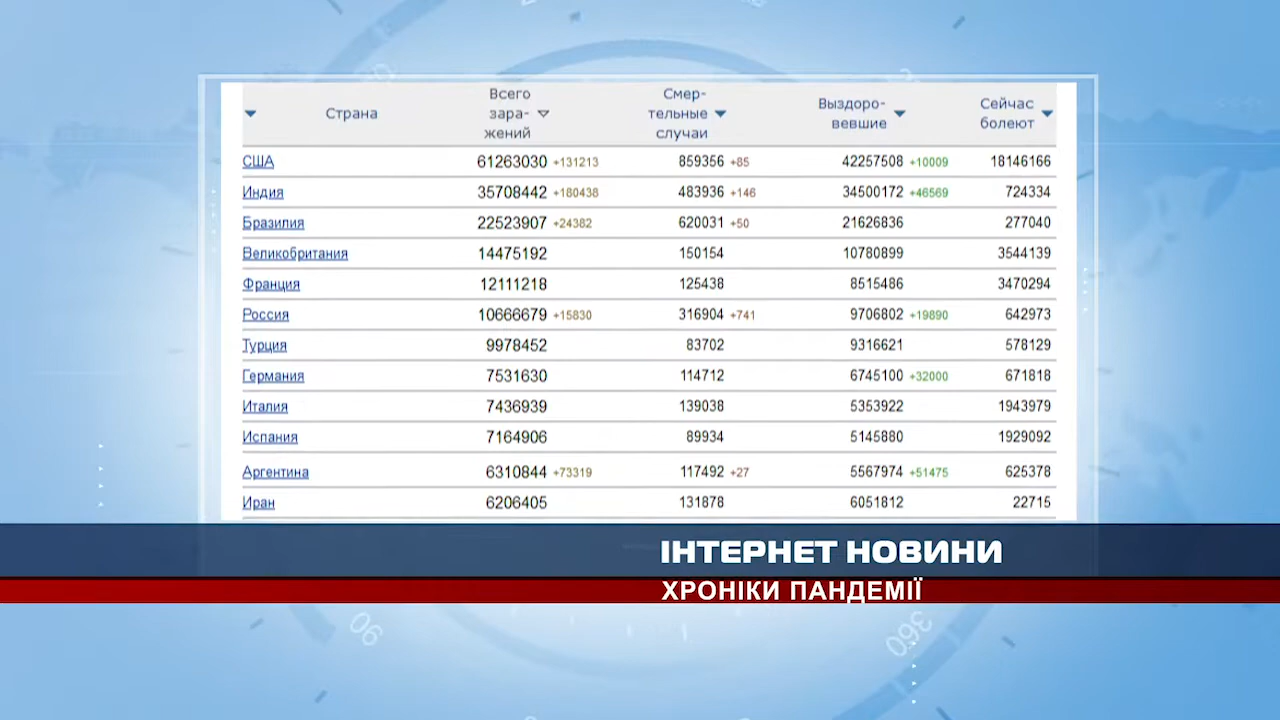 Страна Всего зара- жений Смер- тельные случаи Выздоро- вевшие Сейчас болеют
США 61263030 +131213 859356 +85 42257508 +10009 18146166
Индия 35708442 +180438 483936 +146 34500172 +46569 724334
Бразилия 22523907 +24382 620031 +50 21626836 277040
Великобритания 14475192 150154 10780899 3544139
Франция 12111218 125438 8515486 3470294
Россия 10666679 +15830 316904 +741 9706802 +19890 642973
Турция 9978452 83702 9316621 578129
Германия 7531630 114712 6745100 +32000 671818
Италия 7436939 139038 5353922 1943979
Испания 7164906 89934 5145880 1929092
Аргентина 6310844 +73319 117492 +27 5567974 +51475 625378
Иран 6206405 131878 6051812 22715
ІНТЕРНЕТ НОВИНИ
ХРОНІКИ ПАНДЕМІЇ
90 360